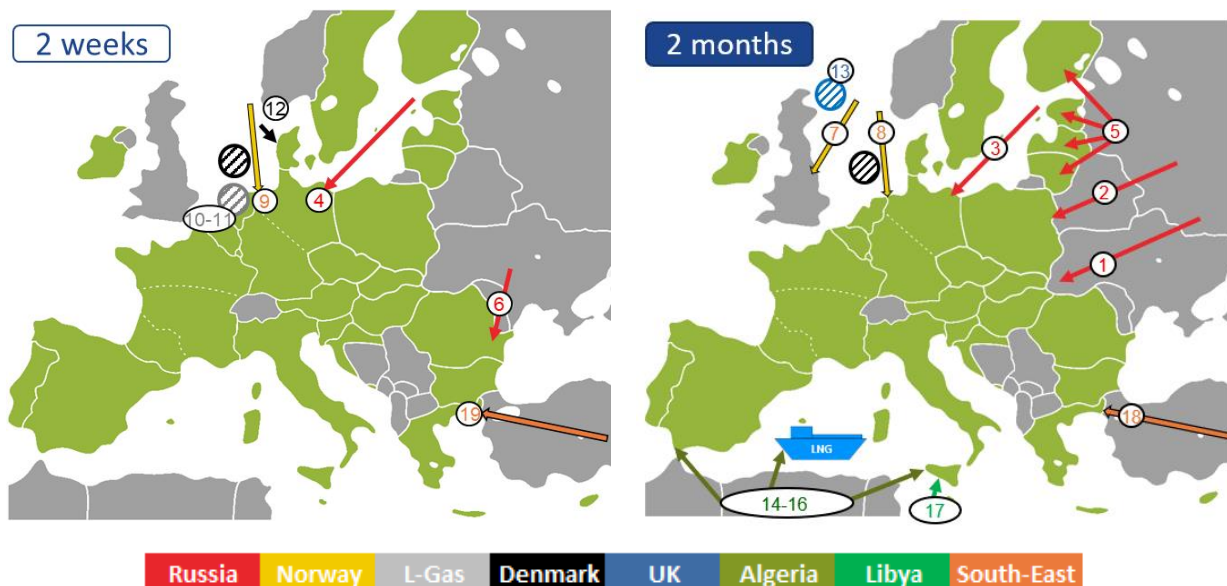 2 weeks
12
9
4
10-11
6
19
2 months
13
7
8
3
5
2
1
18
LNG
14-16
17
Russia
Norway
L-Gas
Denmark
UK
Algeria
Libya
South-East